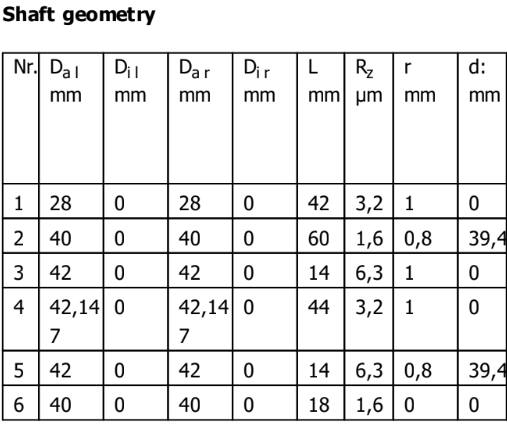 Shaft geometry
Nr. Da l Di l Da r Di r L Rz r d:
mm mm mm mm mm µm mm mm
1 28 0 28 0 42 3,2 1 0
2 40 0 40 0 60 1,6 0,8 39,4
3 42 0 42 0 14 6,3 1 0
4 42,14 0 42,14 0 44 3,2 1 0
7 7
5 42 0 42 0 14 6,3 0,8 39,4
6 40 0 40 0 18 1,6 0 0